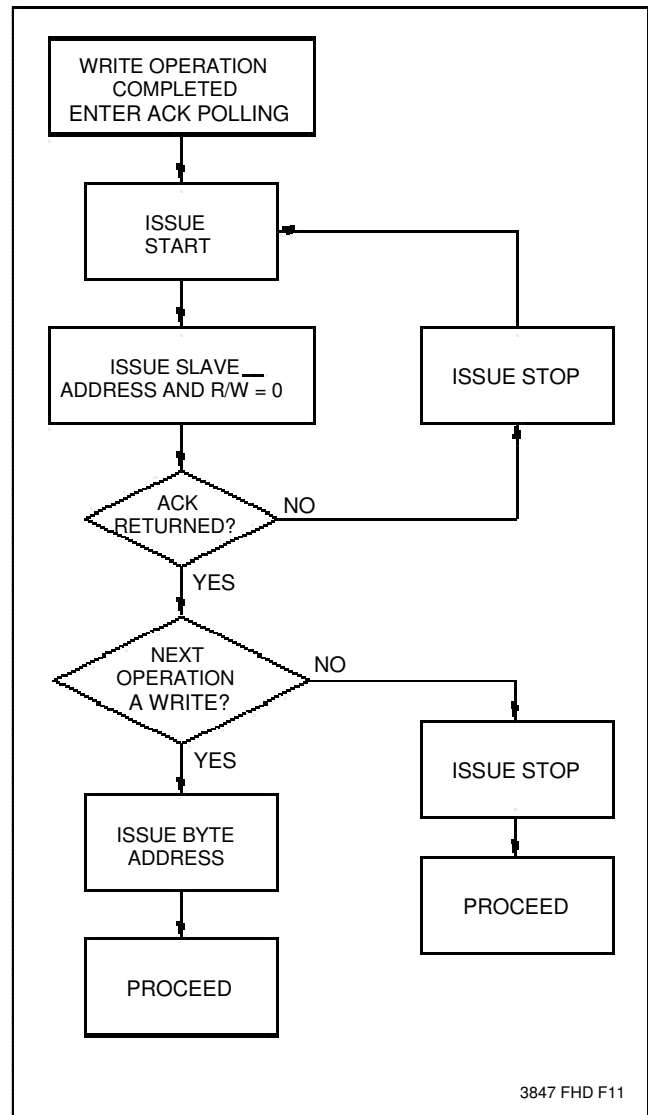 WRITE OPERATION
COMPLETED
ENTER ACK POLLING
ISSUE
START
ISSUE SLAVE
ADDRESS AND R/W = 0
ISSUE STOP
ACK
RETURNED?
NO
YES
NEXT
OPERATION
A WRITE?
NO
YES
ISSUE STOP
ISSUE BYTE
ADDRESS
PROCEED
PROCEED
3847 FHD F11